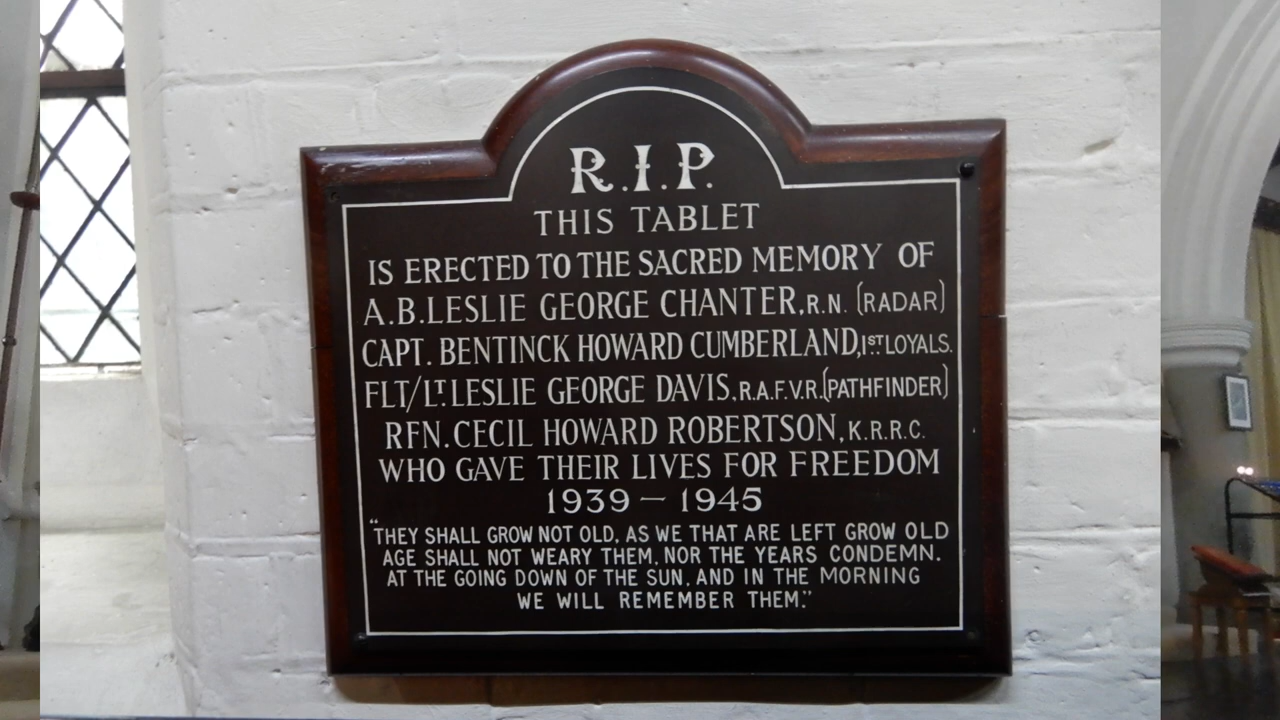 R.I.P.
THIS TABLET
IS ERECTED TO THE SACRED MEMORY OF
A.B. LESLIE GEORGE CHANTER, R.N. (RADAR)
CAPT. BENTINCK HOWARD CUMBERLAND, 1ST. LOYALS.
FLT/LT. LESLIE GEORGE DAVIS, R.A.F.V.R. (PATHFINDER)
RFN. CECIL HOWARD ROBERTSON, K.R.R.C.
WHO GAVE THEIR LIVES FOR FREEDOM
1939 — 1945
"THEY SHALL GROW NOT OLD, AS WE THAT ARE LEFT GROW OLD
AGE SHALL NOT WEARY THEM, NOR THE YEARS CONDEMN.
AT THE GOING DOWN OF THE SUN, AND IN THE MORNING
WE WILL REMEMBER THEM."